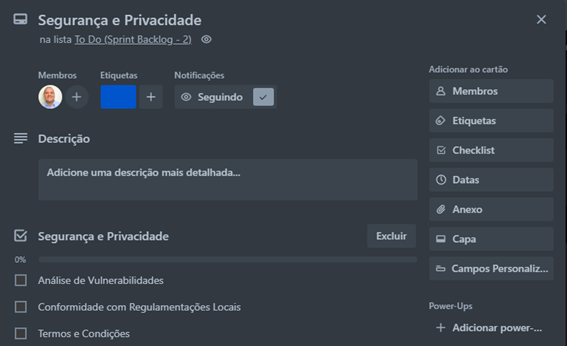 Segurança e Privacidade
na lista To Do (Sprint Backlog - 2)
Membros
Etiquetas
Notificações
Seguindo
Descrição
Adicione uma descrição mais detalhada...
Segurança e Privacidade
Excluir
0%
Análise de Vulnerabilidades
Conformidade com Regulamentações Locais
Termos e Condições
Adicionar ao cartão
Membros
Etiquetas
Checklist
Datas
Anexo
Capa
Campos Personaliz...
Power-Ups
Adicionar power-...